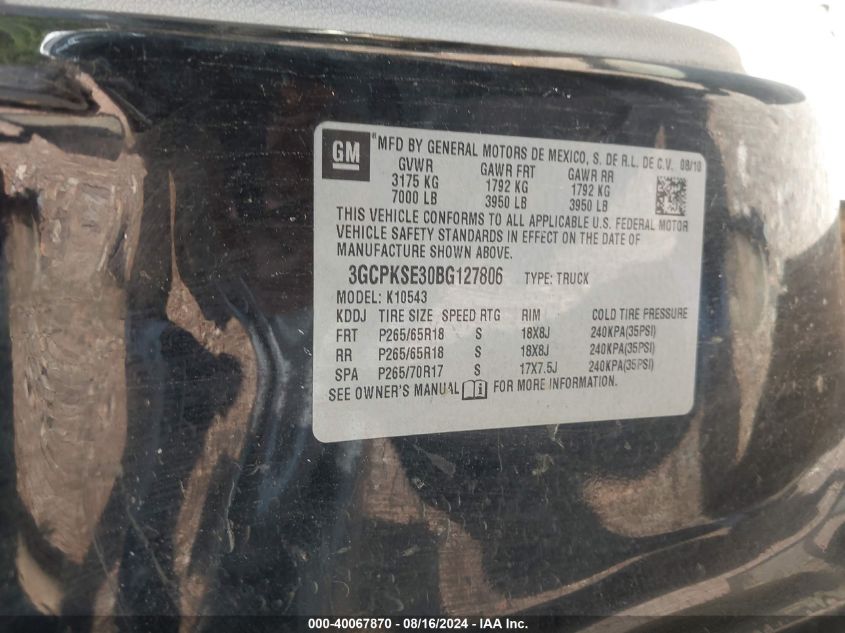 GM
"MFD BY GENERAL MOTORS DE MEXICO, S. DE R.L. DE C.V. 08/10
GVWR GAWR FRT GAWR RR
3175 KG 1792 KG 1792 KG
7000 LB 3950 LB 3950 LB
THIS VEHICLE CONFORMS TO ALL APPLICABLE U.S. FEDERAL MOTOR
VEHICLE SAFETY STANDARDS IN EFFECT ON THE DATE OF
MANUFACTURE SHOWN ABOVE.
3GCPKSE30BG127806 TYPE: TRUCK
MODEL: K10543
KDDJ TIRE SIZE SPEED RTG RIM COLD TIRE PRESSURE
FRT P265/65R18 S 18X8J 240KPA(35PSI)
RR P265/65R18 S 18X8J 240KPA(35PSI)
SPA P265/70R17 S 17X7.5J 240KPA(35PSI)
SEE OWNER'S MANUAL FOR MORE INFORMATION.
000-40067870 - 08/16/2024 - IAAI.com.